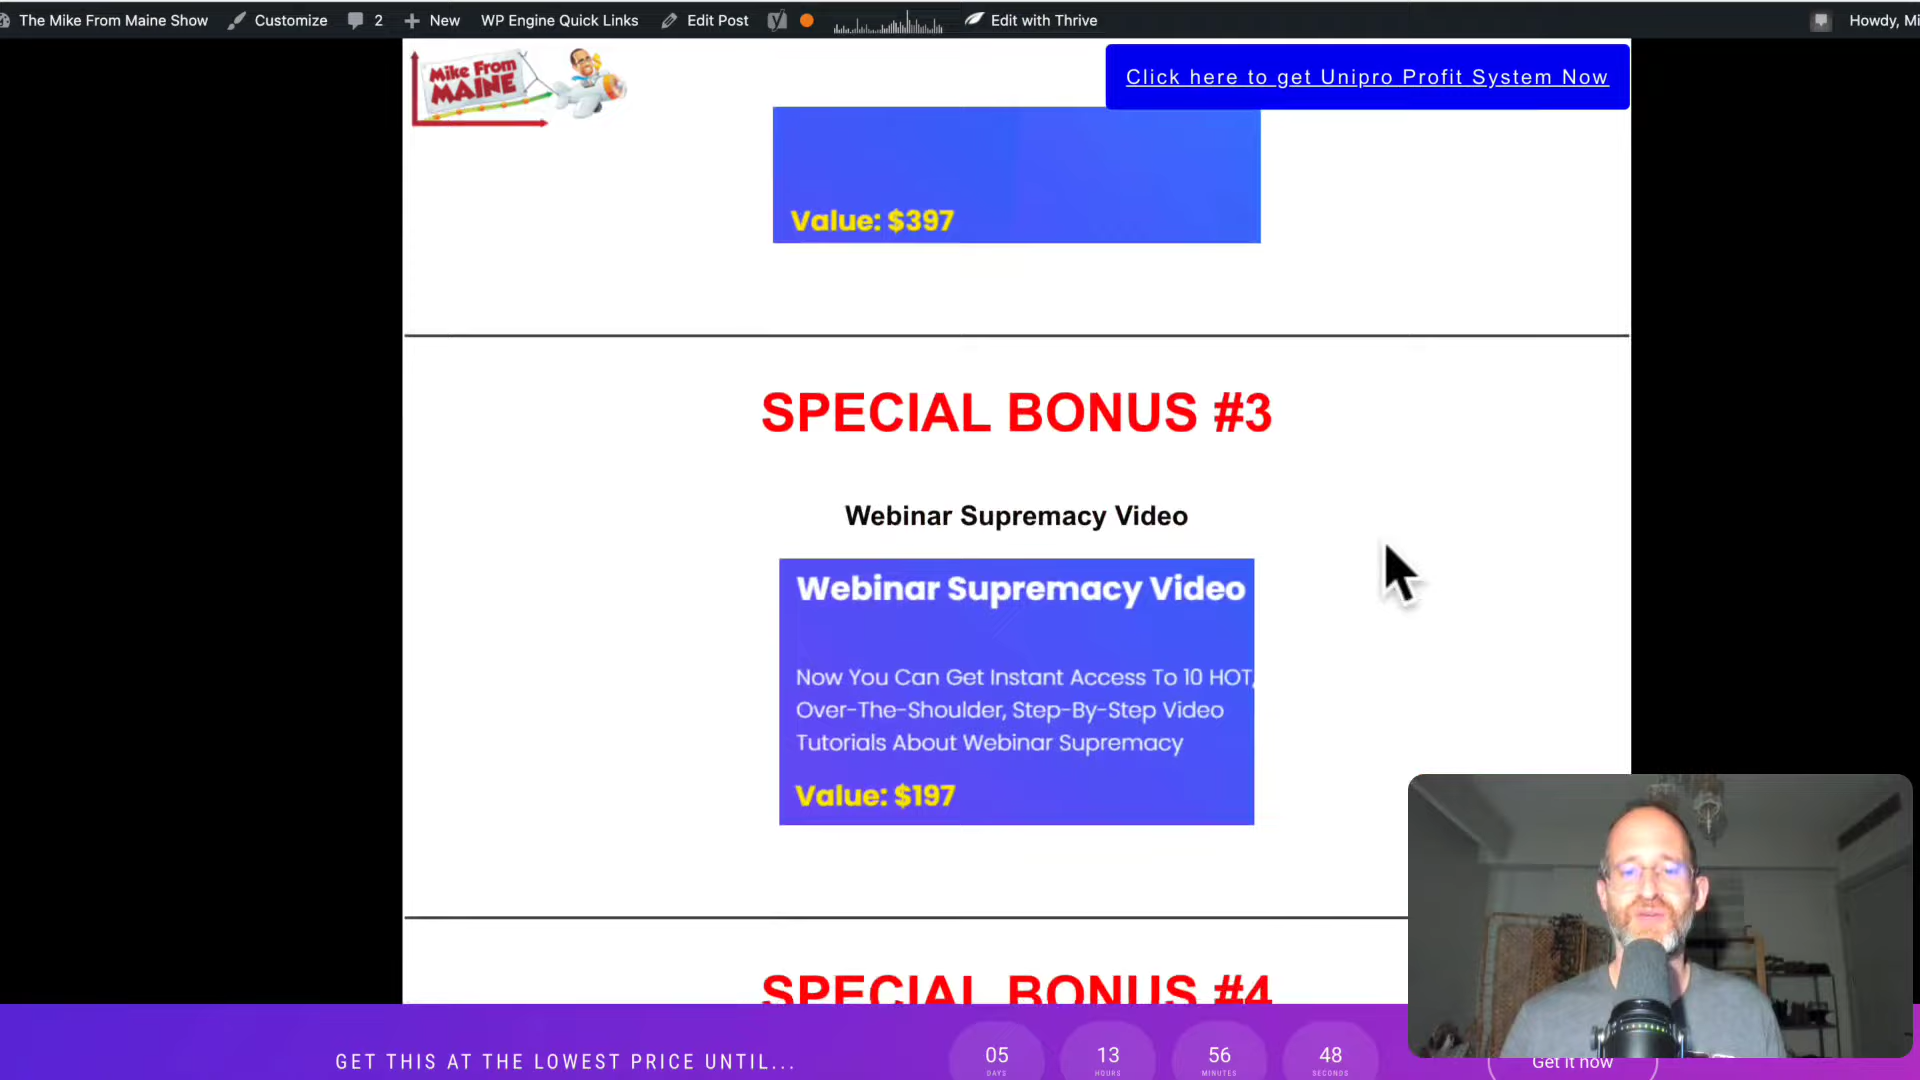 The Mike From Maine Show Customize 2 New WP Engine Quick Links Edit Post Edit with Thrive Howdy, Mi
Mike From
MAINE
Click here to get Unipro Profit System Now
Value: $397
SPECIAL BONUS #3
Webinar Supremacy Video
Webinar Supremacy Video
Now You Can Get Instant Access To 10 HOT,
Over-The-Shoulder, Step-By-Step Video
Tutorials About Webinar Supremacy
Value: $197
SPECIAL BONUS #4
GET THIS AT THE LOWEST PRICE UNTIL...
05 13 56 48
DAYS HOURS MINUTES SECONDS
Get it now